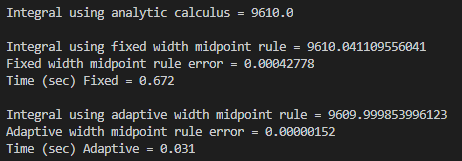 Integral using analytic calculus = 9610.0
Integral using fixed width midpoint rule = 9610.041109556041
Fixed width midpoint rule error = 0.00042778
Time (sec) Fixed = 0.672
Integral using adaptive width midpoint rule = 9609.999853996123
Adaptive width midpoint rule error = 0.00000152
Time (sec) Adaptive = 0.031